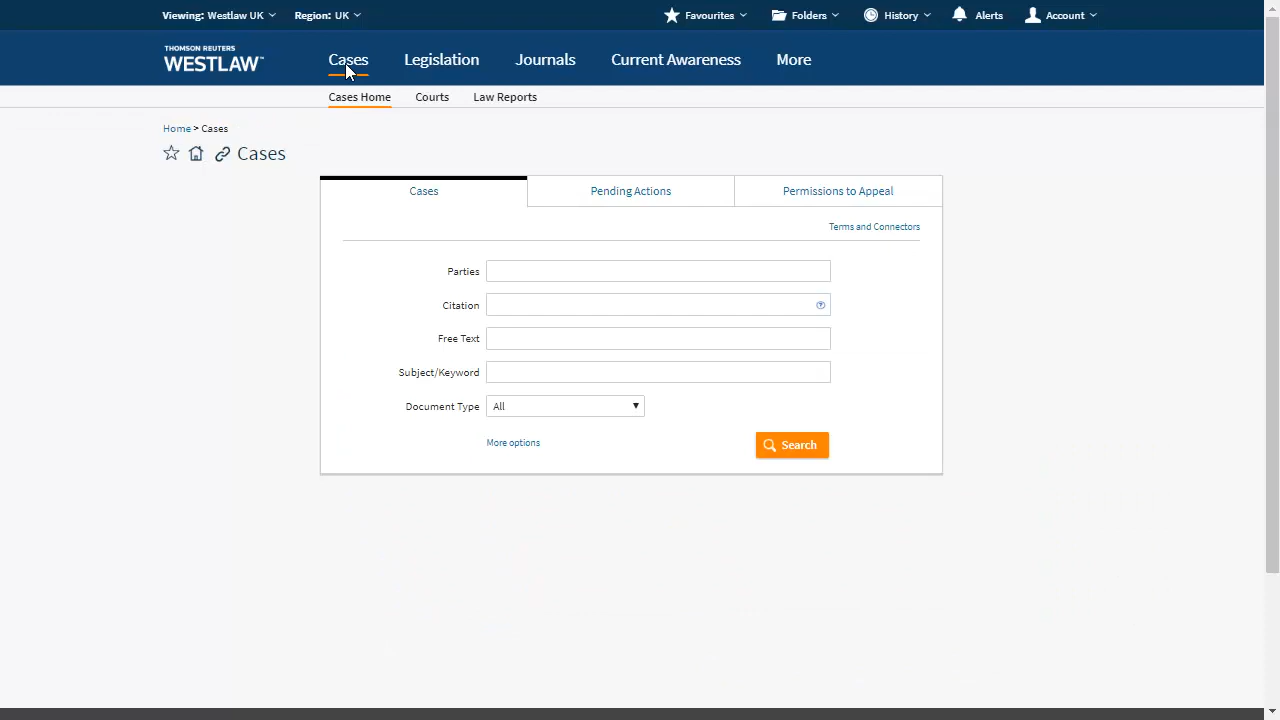 Viewing: Westlaw UK Region: UK Favourites Folders History Alerts Account
THOMSON REUTERS
WESTLAW™
Cases Legislation Journals Current Awareness More
Cases Home Courts Law Reports
Home > Cases
Cases
Cases Pending Actions Permissions to Appeal
Terms and Connectors
Parties
Citation
Free Text
Subject/Keyword
Document Type All
More options Search